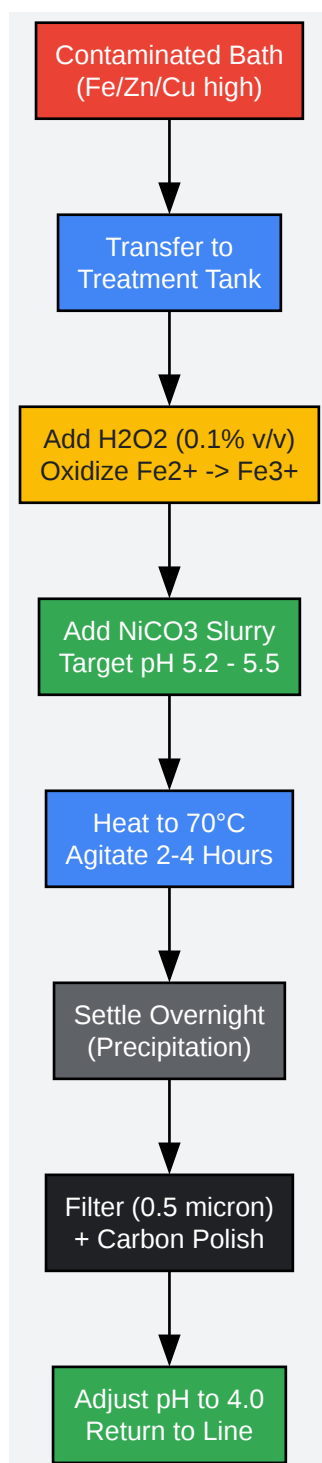 Contaminated Bath
(Fe/Zn/Cu high)
Transfer to
Treatment Tank
Add H2O2 (0.1% v/v)
Oxidize Fe2+ -> Fe3+
Add NiCO3 Slurry
Target pH 5.2 - 5.5
Heat to 70°C
Agitate 2-4 Hours
Settle Overnight
(Precipitation)
Filter (0.5 micron)
+ Carbon Polish
Adjust pH to 4.0
Return to Line